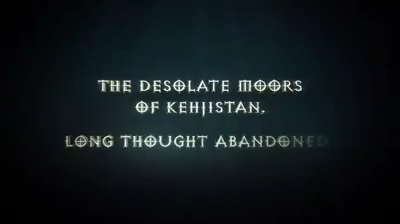 THE DESOLATE MOORS
OF KEHJISTAN,
LONG THOUGHT ABANDONED